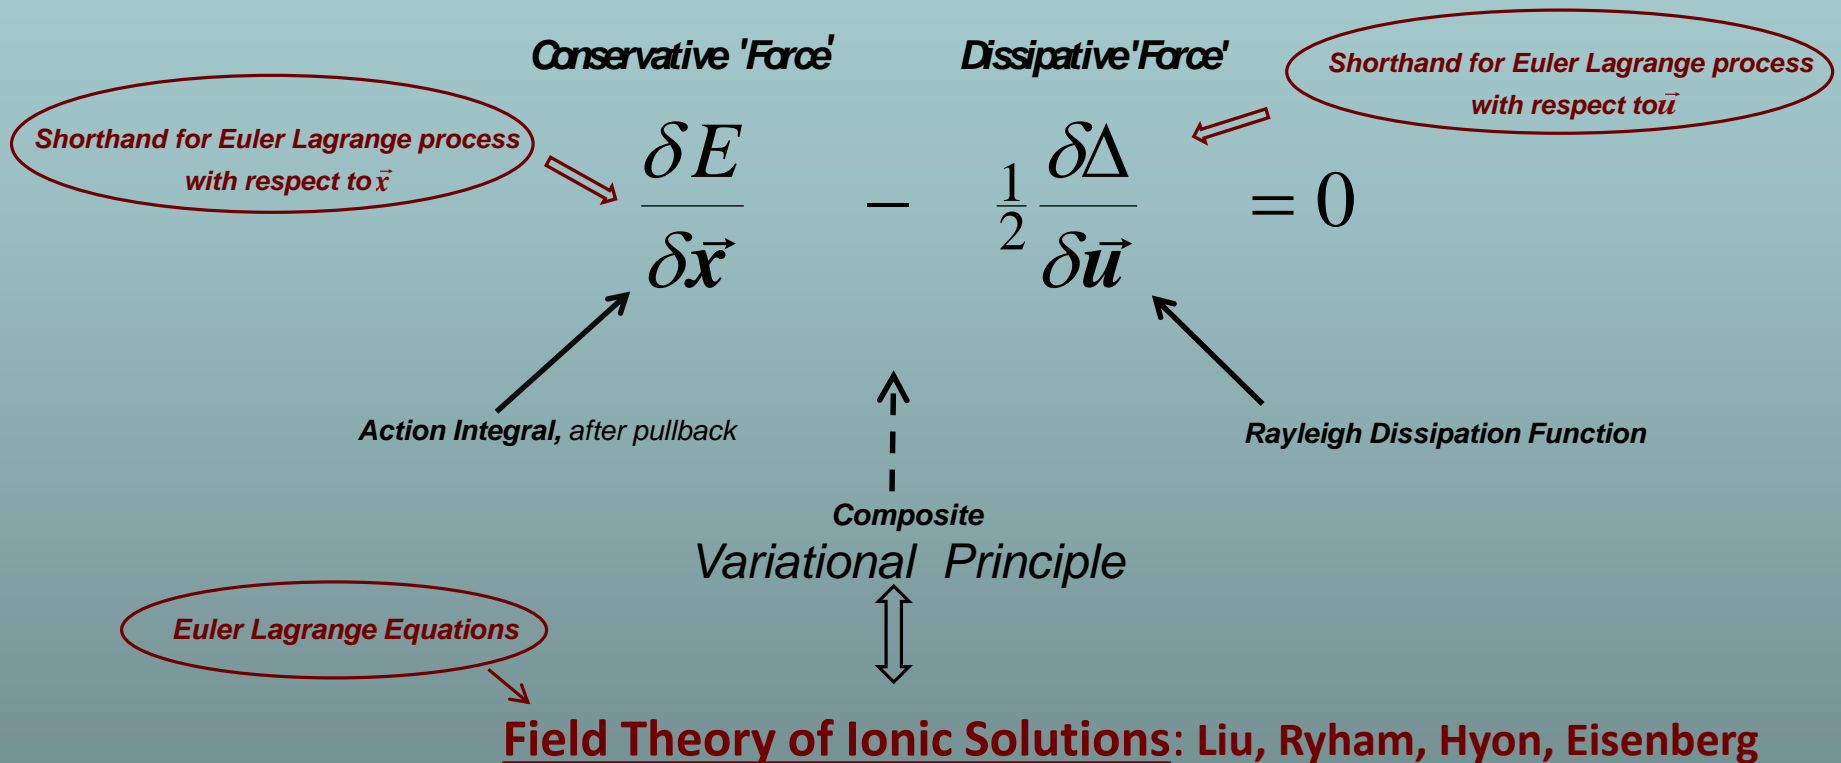 Conservative 'Force'
Dissipative 'Force'
Shorthand for Euler Lagrange process
with respect to x⃗
Shorthand for Euler Lagrange process
with respect to u⃗
δE/δx⃗ − ½ δΔ/δu⃗ = 0
Action Integral, after pullback
Rayleigh Dissipation Function
Composite
Variational Principle
Euler Lagrange Equations
Field Theory of Ionic Solutions: Liu, Ryham, Hyon, Eisenberg